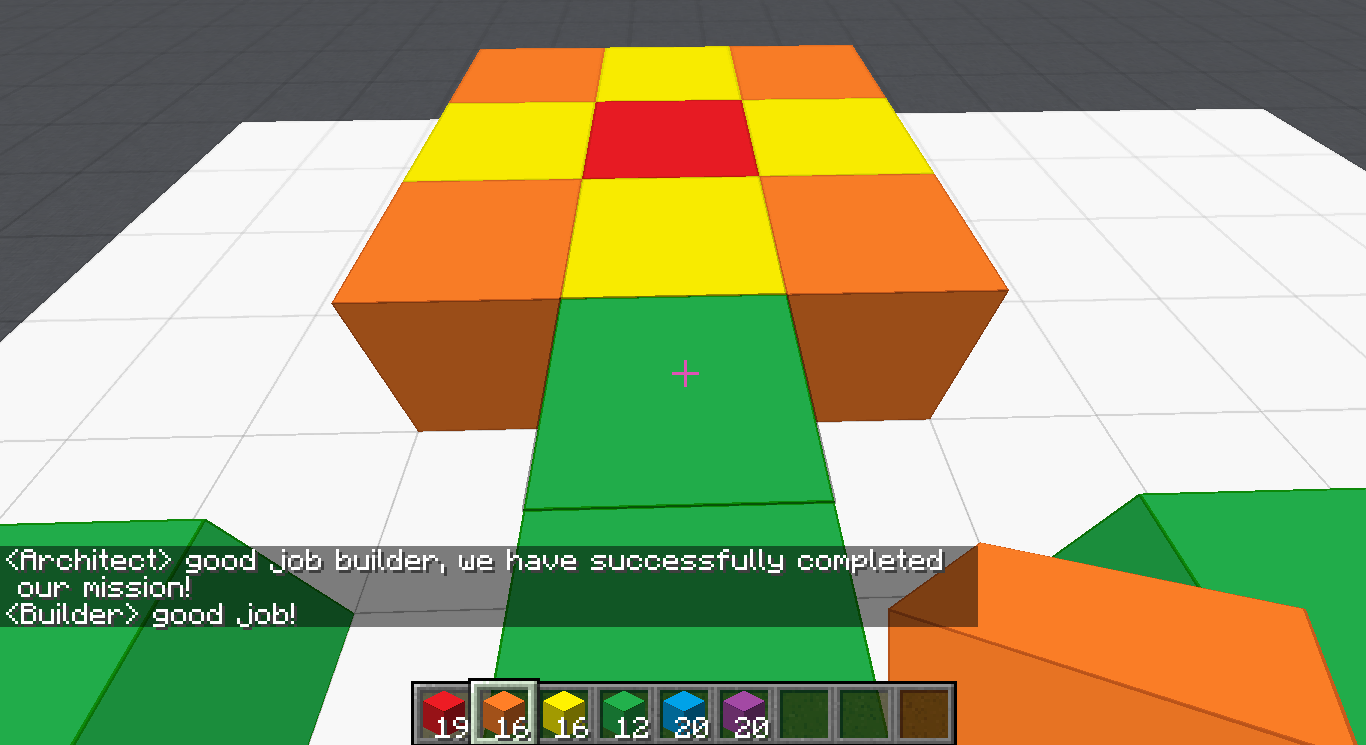 <Architect> good job builder, we have successfully completed
our mission!
<Builder> good job!
19 16 16 12 20 20